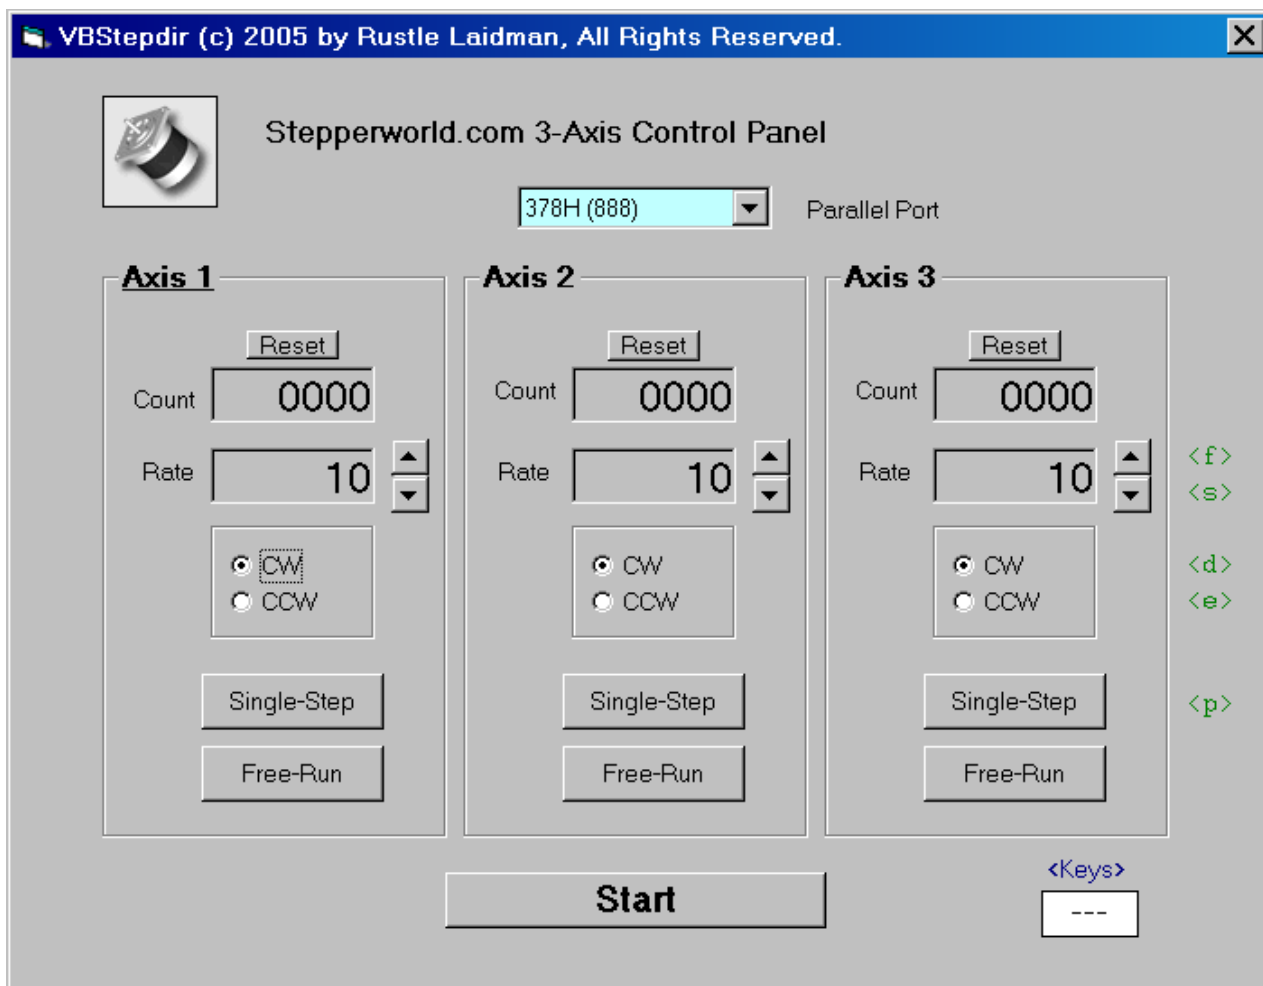 VBStepdir (c) 2005 by Rustle Laidman, All Rights Reserved.
Stepperworld.com 3-Axis Control Panel
378H (888) Parallel Port
Axis 1 Axis 2 Axis 3
Reset Reset Reset
Count 0000 Count 0000 Count 0000
Rate 10 Rate 10 Rate 10 <f>
<s>
CW CW CW <d>
CCW CCW CCW <e>
Single-Step Single-Step Single-Step <p>
Free-Run Free-Run Free-Run
<Keys>
Start ---